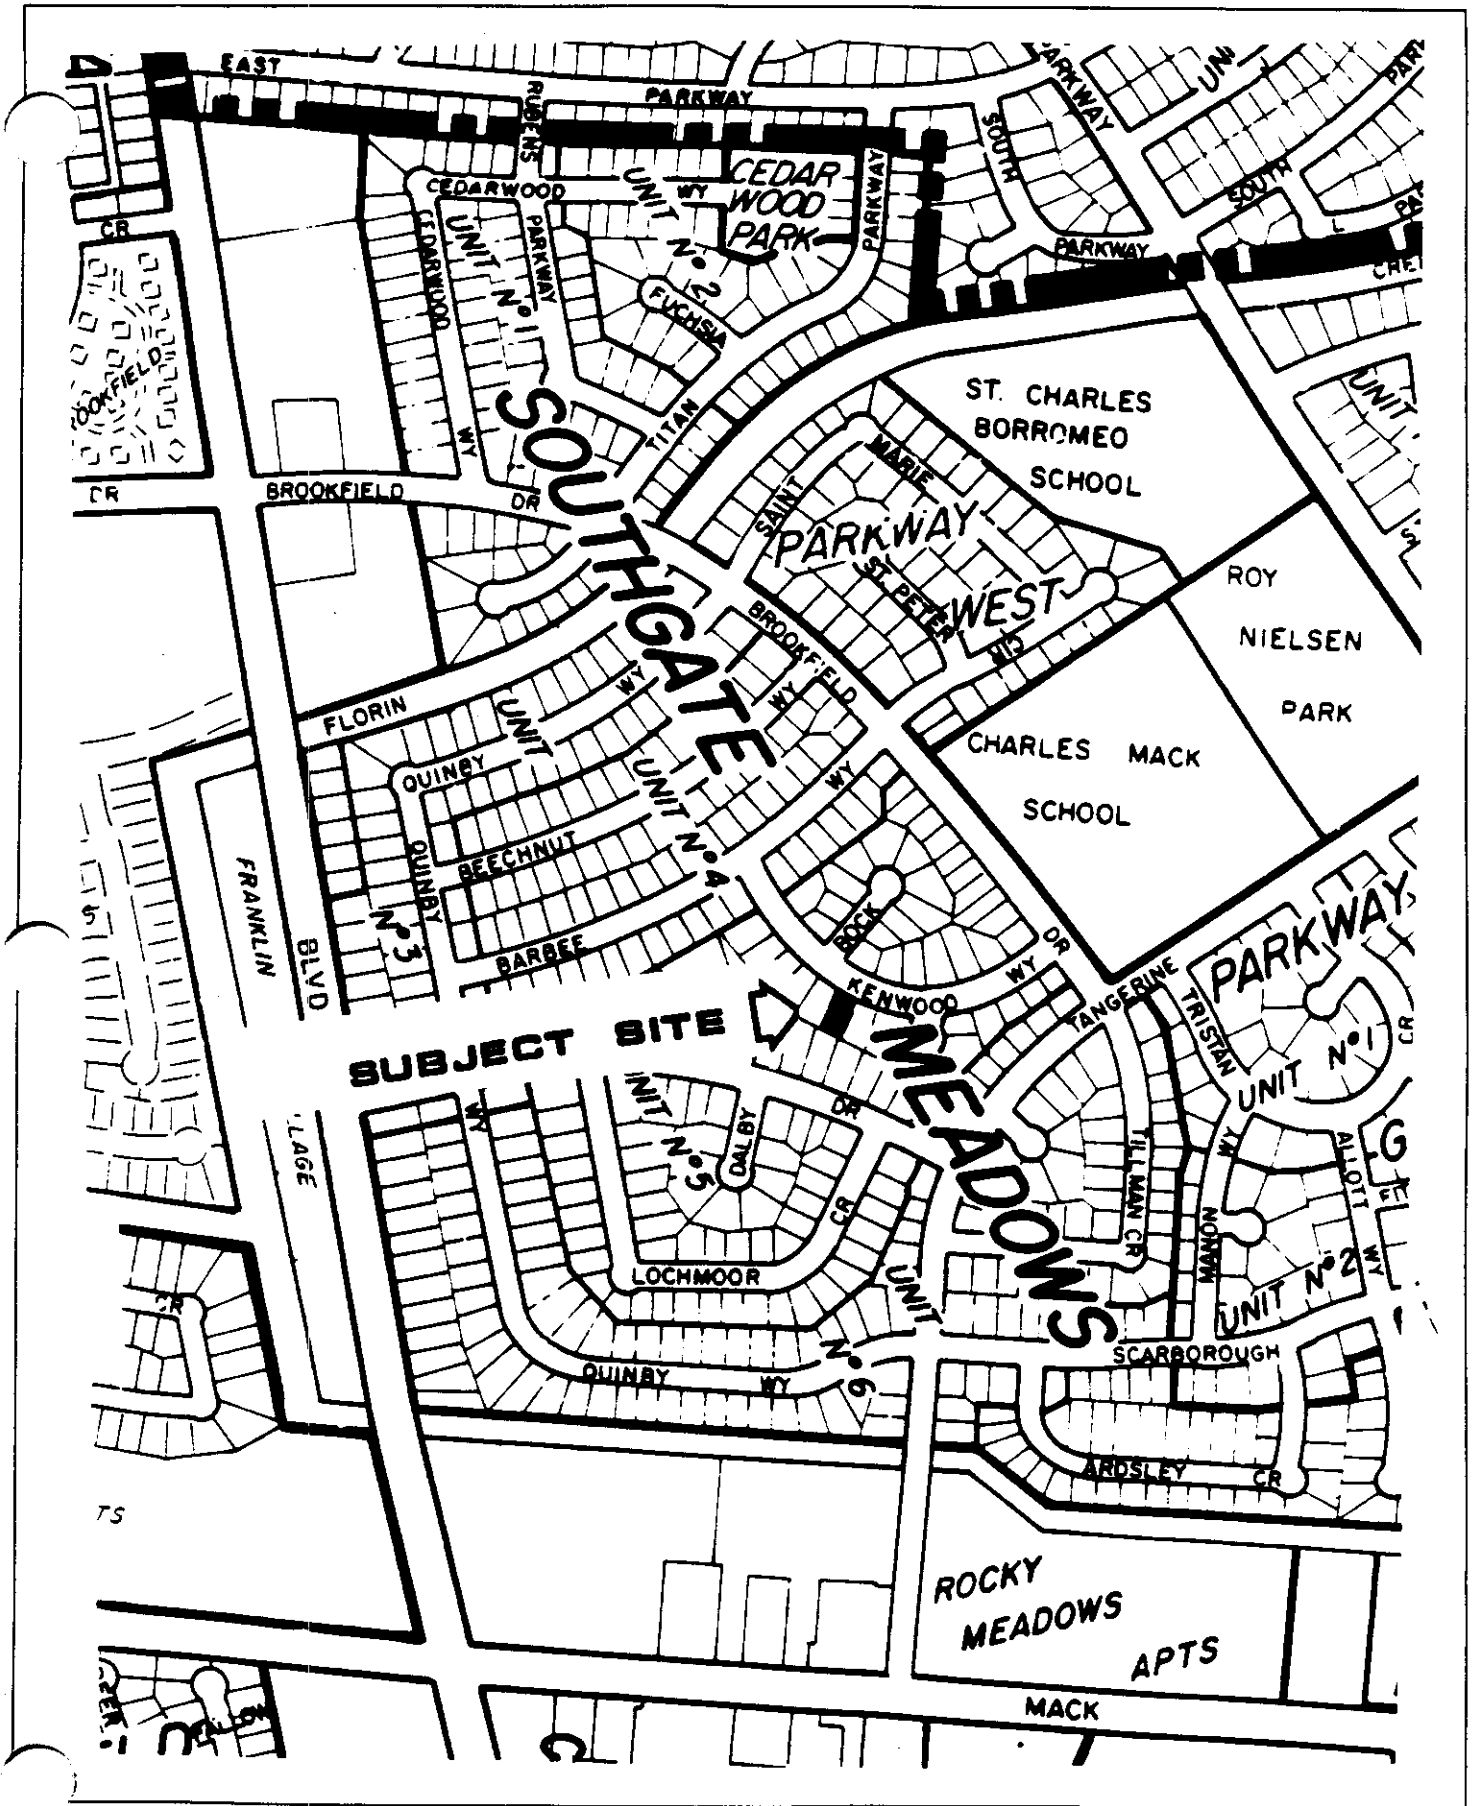 EAST
PARKWAY
RUBENS
PARKWAY
SOUTH
SOUTH
PARKWAY
CEDARWOOD
WY
CEDAR
WOOD
PARK
PARKWAY
UNIT
Nº 2
UNIT
Nº 1
CEDARWOOD
WY
PARKWAY
FUCHSIA
TITAN
CR
BROOKFIELD
DR
ST. CHARLES
BORROMEO
SCHOOL
UNIT
SAINT
MARIE
PARKWAY
WEST
ST. PETER
CIR
ROY
NIELSEN
PARK
SOUTHGATE
BROOKFIELD
WY
WY
FLORIN
UNIT
QUINBY
QUINBY
BEECHNUT
UNIT Nº 4
WY
BARBEE
Nº 3
FRANKLIN
BLVD
CHARLES MACK
SCHOOL
ROCK
KENWOOD
WY
DR
TANGERINE
TRISTAN
PARKWAY
UNIT Nº 1
CR
SUBJECT SITE
MEADOWS
WY
Nº 5
DALBY
DR
CR
LOCHMOOR
TILLMAN CR
WY
MANON
ALLOTT
WY
G
UNIT Nº 2
UNIT
Nº 6
QUINBY
WY
SCARBOROUGH
ARDSLEY
CR
CR
ROCKY
MEADOWS
APTS
MACK